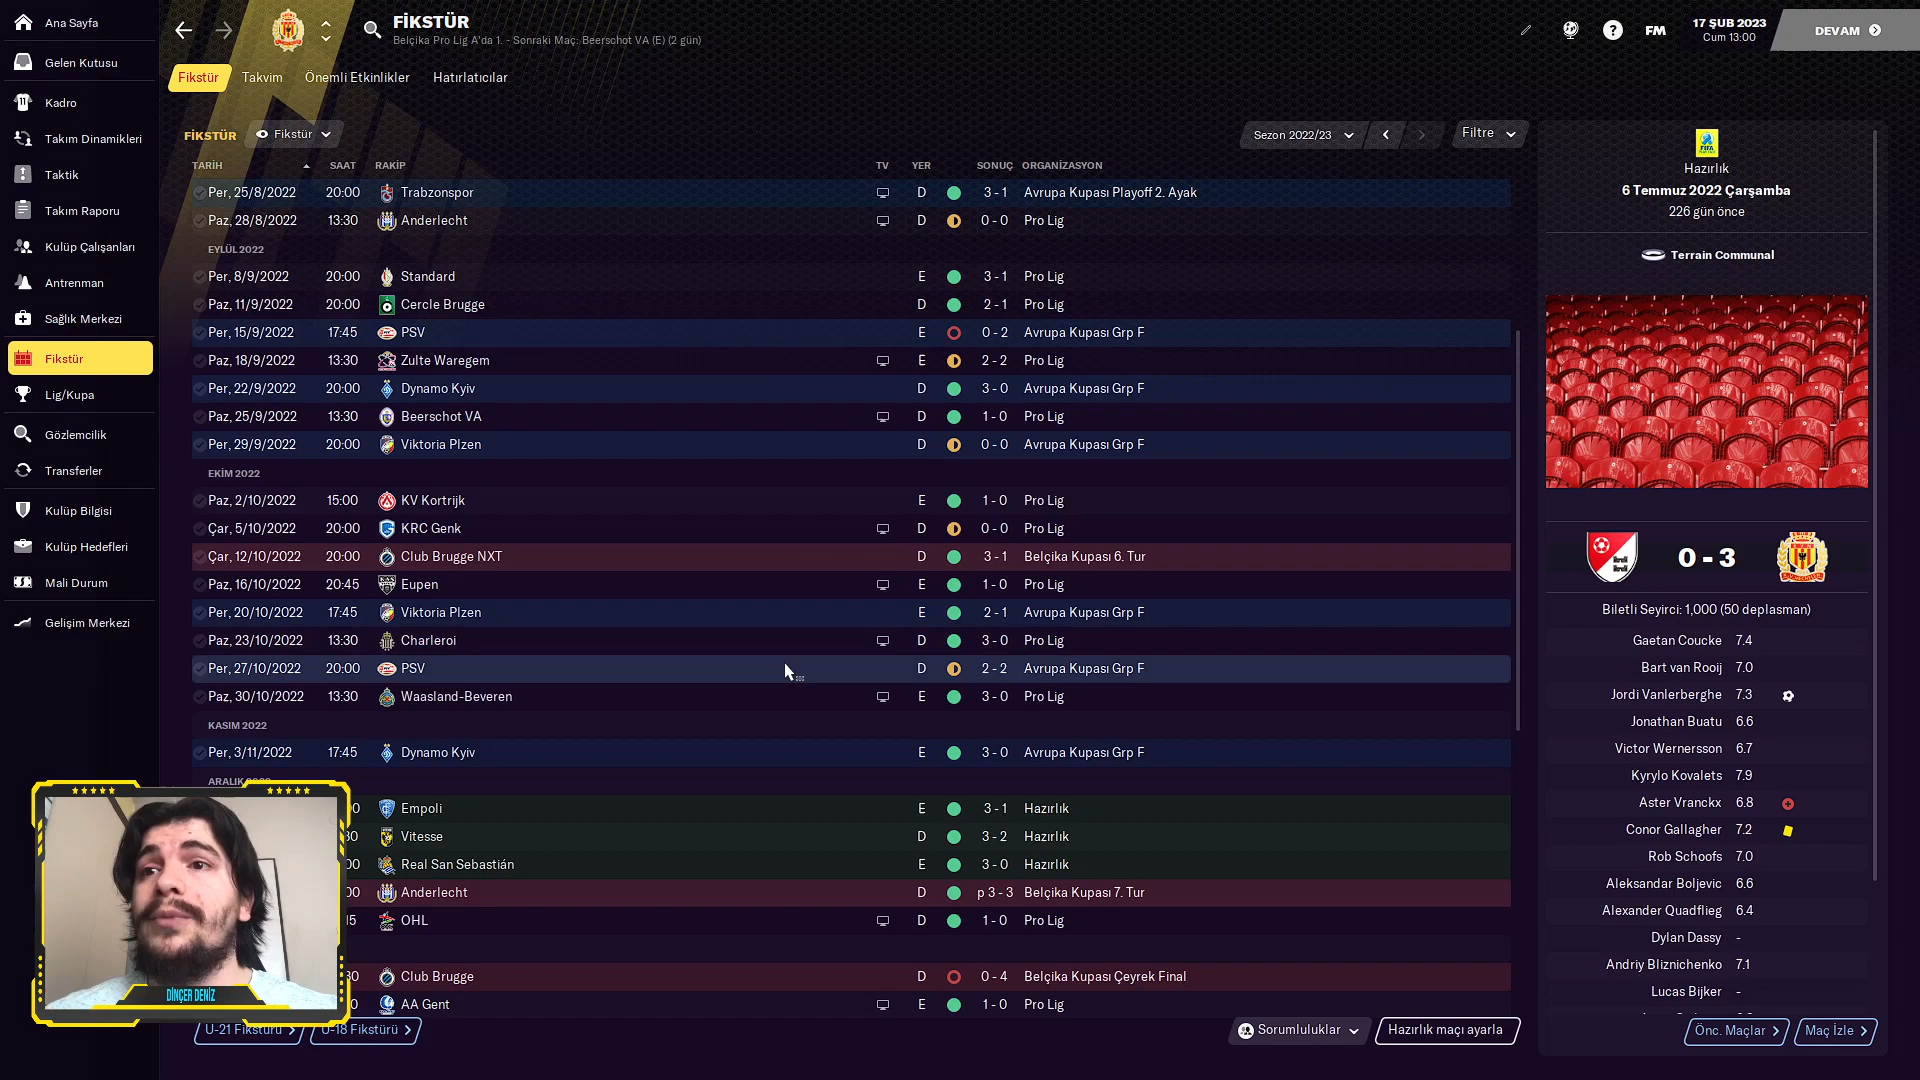 Ana Sayfa
Gelen Kutusu
Kadro
Takım Dinamikleri
Taktik
Takım Raporu
Kulüp Çalışanları
Antrenman
Sağlık Merkezi
Fikstür
Lig/Kupa
Gözlemcilik
Transferler
Kulüp Bilgisi
Kulüp Hedefleri
Mali Durum
Gelişim Merkezi
FİKSTÜR
Belçika Pro Lig A'da 1. - Sonraki Maç: Beerschot VA (E) (2 gün)
FM
17 ŞUB 2023
Cum 13:00
DEVAM
Fikstür Takvim Önemli Etkinlikler Hatırlatıcılar
FİKSTÜR Fikstür Sezon 2022/23 Filtre
TARİH SAAT RAKİP TV YER SONUÇ ORGANİZASYON
Per, 25/8/2022 20:00 Trabzonspor D 3 - 1 Avrupa Kupası Playoff 2. Ayak
Paz, 28/8/2022 13:30 Anderlecht D 0 - 0 Pro Lig
EYLÜL 2022
Per, 8/9/2022 20:00 Standard E 3 - 1 Pro Lig
Paz, 11/9/2022 20:00 Cercle Brugge D 2 - 1 Pro Lig
Per, 15/9/2022 17:45 PSV E 0 - 2 Avrupa Kupası Grp F
Paz, 18/9/2022 13:30 Zulte Waregem E 2 - 2 Pro Lig
Per, 22/9/2022 20:00 Dynamo Kyiv D 3 - 0 Avrupa Kupası Grp F
Paz, 25/9/2022 13:30 Beerschot VA D 1 - 0 Pro Lig
Per, 29/9/2022 20:00 Viktoria Plzen D 0 - 0 Avrupa Kupası Grp F
EKİM 2022
Paz, 2/10/2022 15:00 KV Kortrijk E 1 - 0 Pro Lig
Çar, 5/10/2022 20:00 KRC Genk D 0 - 0 Pro Lig
Çar, 12/10/2022 20:00 Club Brugge NXT D 3 - 1 Belçika Kupası 6. Tur
Paz, 16/10/2022 20:45 Eupen E 1 - 0 Pro Lig
Per, 20/10/2022 17:45 Viktoria Plzen E 2 - 1 Avrupa Kupası Grp F
Paz, 23/10/2022 13:30 Charleroi D 3 - 0 Pro Lig
Per, 27/10/2022 20:00 PSV D 2 - 2 Avrupa Kupası Grp F
Paz, 30/10/2022 13:30 Waasland-Beveren E 3 - 0 Pro Lig
KASIM 2022
Per, 3/11/2022 17:45 Dynamo Kyiv E 3 - 0 Avrupa Kupası Grp F
ARALIK
Empoli E 3 - 1 Hazırlık
Vitesse D 3 - 2 Hazırlık
Real San Sebastián E 3 - 0 Hazırlık
Anderlecht D p 3 - 3 Belçika Kupası 7. Tur
OHL D 1 - 0 Pro Lig
Club Brugge D 0 - 4 Belçika Kupası Çeyrek Final
AA Gent E 1 - 0 Pro Lig
DİNÇER DENİZ
U-21 Fikstürü U-18 Fikstürü Sorumluluklar Hazırlık maçı ayarla
FIFA
Hazırlık
6 Temmuz 2022 Çarşamba
226 gün önce
Terrain Communal
0 - 3
Biletli Seyirci: 1,000 (50 deplasman)
Gaetan Coucke 7.4
Bart van Rooij 7.0
Jordi Vanlerberghe 7.3
Jonathan Buatu 6.6
Victor Wernersson 6.7
Kyrylo Kovalets 7.9
Aster Vranckx 6.8
Conor Gallagher 7.2
Rob Schoofs 7.0
Aleksandar Boljevic 6.6
Alexander Quadflieg 6.4
Dylan Dassy -
Andriy Bliznichenko 7.1
Lucas Bijker -
Önc. Maçlar Maç İzle